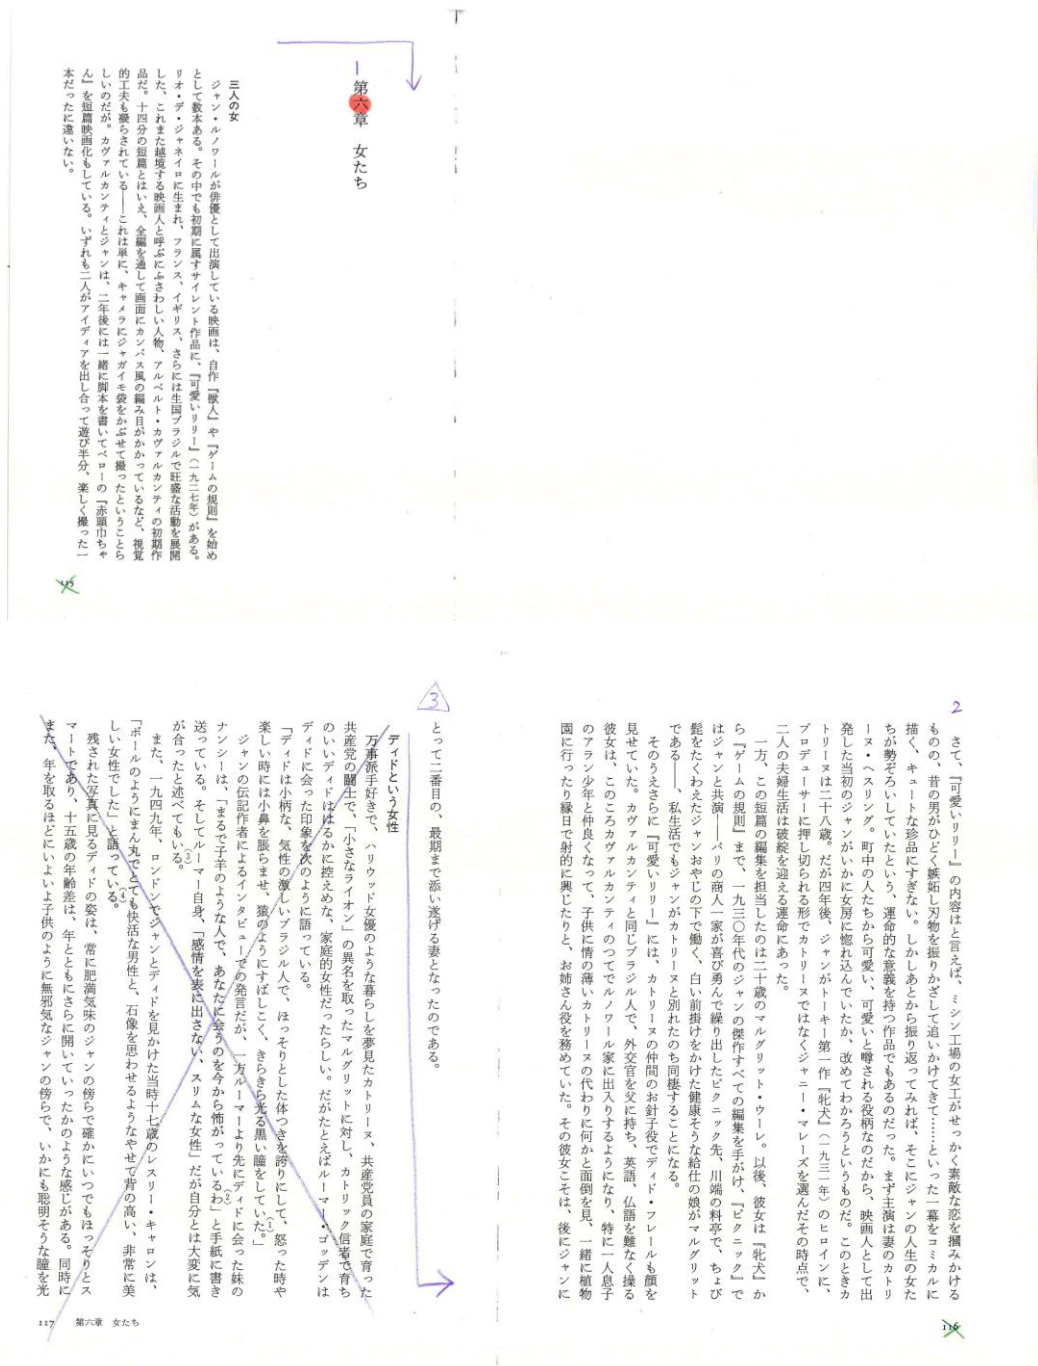 第六章　女たち
三人の女
ジャン・ルノワールが俳優として出演している映画は、自作『獣人』や『ゲームの規則』を始め
として数本ある。その中でも初期に属すサイレント作品に、『可愛いリリー』（一九二七年）がある。
リオ・デ・ジャネイロに生まれ、フランス、イギリス、さらには生国ブラジルで旺盛な活動を展開
した、これまた越境する映画人と呼ぶにふさわしい人物、アルベルト・カヴァルカンティの初期作
品だ。十四分の短篇とはいえ、全編を通して画面にカンバス風の編み目がかかっているなど、視覚
的工夫も凝らされている――これは単に、キャメラにジャガイモ袋をかぶせて撮ったということら
しいのだが。カヴァルカンティとジャンは、二年後には一緒に脚本を書いてペローの『赤頭巾ちゃ
ん』を短篇映画化もしている。いずれも二人がアイディアを出し合って遊び半分、楽しく撮った一
本だったに違いない。
115
2
さて、『可愛いリリー』の内容はと言えば、ミシン工場の女工がせっかく素敵な恋を摑みかける
ものの、昔の男がひどく嫉妬し刃物を振りかざして追いかけてきて……といった一幕をコミカルに
描く、キュートな珍品にすぎない。しかしあとから振り返ってみれば、そこにジャンの人生の女た
ちが勢ぞろいしていたという、運命的な意義を持つ作品でもあるのだった。まず主演は妻のカトリ
ーヌ・ヘスリング。町中の人たちから可愛い、可愛いと噂される役柄なのだから、映画人として出
発した当初のジャンがいかに女房に惚れ込んでいたか、改めてわかろうというものだ。このときカ
トリーヌは二十八歳。だが四年後、ジャンがトーキー第一作『牝犬』（一九三一年）のヒロインに、
プロデューサーに押し切られる形でカトリーヌではなくジャニー・マレーズを選んだその時点で、
二人の夫婦生活は破綻を迎える運命にあった。
一方、この短篇の編集を担当したのは二十歳のマルグリット・ウーレ。以後、彼女は『牝犬』か
ら『ゲームの規則』まで、一九三〇年代のジャンの傑作すべての編集を手がけ、『ピクニック』で
はジャンと共演――パリの商人一家が喜び勇んで繰り出したピクニック先、川端の料亭で、ちょび
髭をたくわえたジャンおやじの下で働く、白い前掛けをかけた健康そうな給仕の娘がマルグリット
である――、私生活でもジャンがカトリーヌと別れたのち同棲することになる。
そのうえさらに『可愛いリリー』には、カトリーヌの仲間のお針子役でディド・フレールも顔を
見せていた。カヴァルカンティと同じブラジル人で、外交官を父に持ち、英語、仏語を難なく操る
彼女は、このころカヴァルカンティのつてでルノワール家に出入りするようになり、特に一人息子
のアラン少年と仲良くなって、子供に情の薄いカトリーヌの代わりに何かと面倒を見、一緒に植物
園に行ったり縁日で射的に興じたりと、お姉さん役を務めていた。その彼女こそは、後にジャンに
116
3
とって二番目の、最期まで添い遂げる妻となったのである。
ディドという女性
万事派手好きで、ハリウッド女優のような暮らしを夢見たカトリーヌ、共産党員の家庭で育った
共産党の闘士で、「小さなライオン」の異名を取ったマルグリットに対し、カトリック信者で育ち
のいいディドははるかに控えめな、家庭的女性だったらしい。だがたとえばルーマー・ゴッデンは
ディドに会った印象を次のように語っている。
「ディドは小柄な、気性の激しいブラジル人で、ほっそりとした体つきを誇りにして、怒った時や
楽しい時には小鼻を膨らませ、猿のようにすばしこく、きらきら光る黒い瞳をしていた（1）。」
ジャンの伝記作者によるインタビューでの発言だが、一方ルーマーより先にディドに会った妹の
ナンシーは、「まるで子羊のような人で、あなたに会うのを今から怖がっているわ（2）」と手紙に書き
送っている。そしてルーマー自身、「感情を表に出さない、スリムな女性」だが自分とは大変に気
が合ったと述べてもいる（3）。
また、一九四九年、ロンドンでジャンとディドを見かけた当時十七歳のレスリー・キャロンは、
「ボールのようにまん丸でとても快活な男性と、石像を思わせるようなやせて背の高い、非常に美
しい女性でした」と語っている（4）。
残された写真に見るディドの姿は、常に肥満気味のジャンの傍らで確かにいつでもほっそりとス
マートであり、十五歳の年齢差は、年とともにさらに開いていったかのような感じがある。同時に
また、年を取るほどにいよいよ子供のように無邪気なジャンの傍らで、いかにも聡明そうな瞳を光
117　第六章　女たち